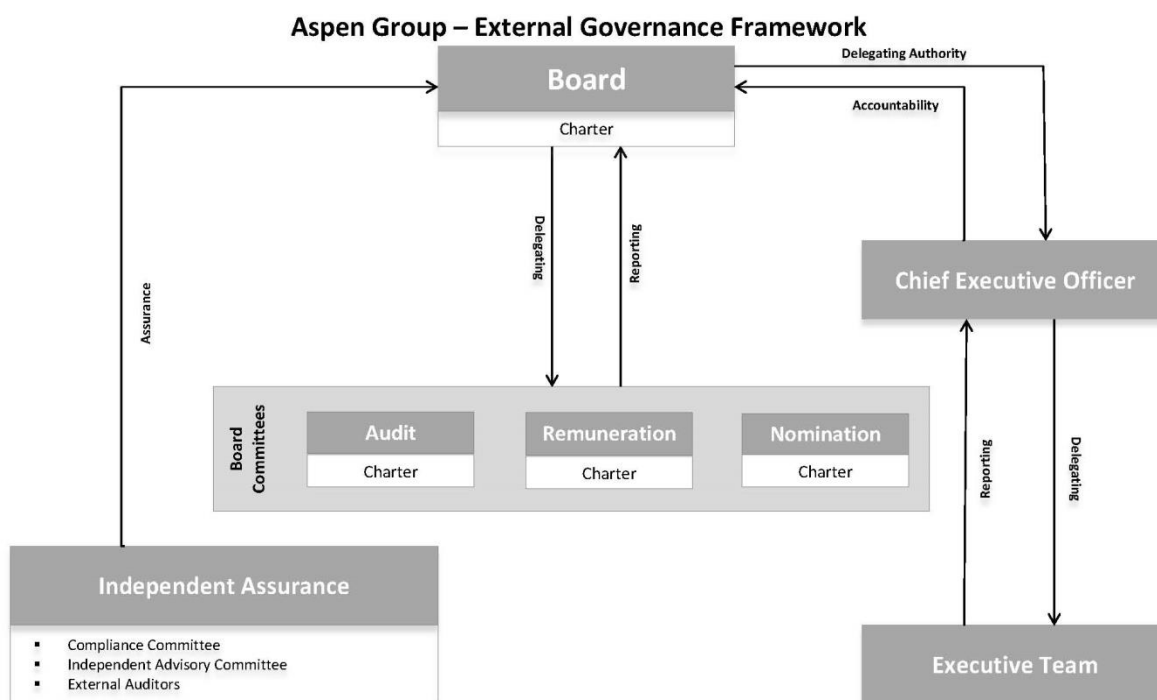 Aspen Group – External Governance Framework
Board
Charter
Delegating Authority
Accountability
Delegating
Reporting
Assurance
Chief Executive Officer
Board
Committees
Audit
Charter
Remuneration
Charter
Nomination
Charter
Reporting
Delegating
Independent Assurance
▪ Compliance Committee
▪ Independent Advisory Committee
▪ External Auditors
Executive Team